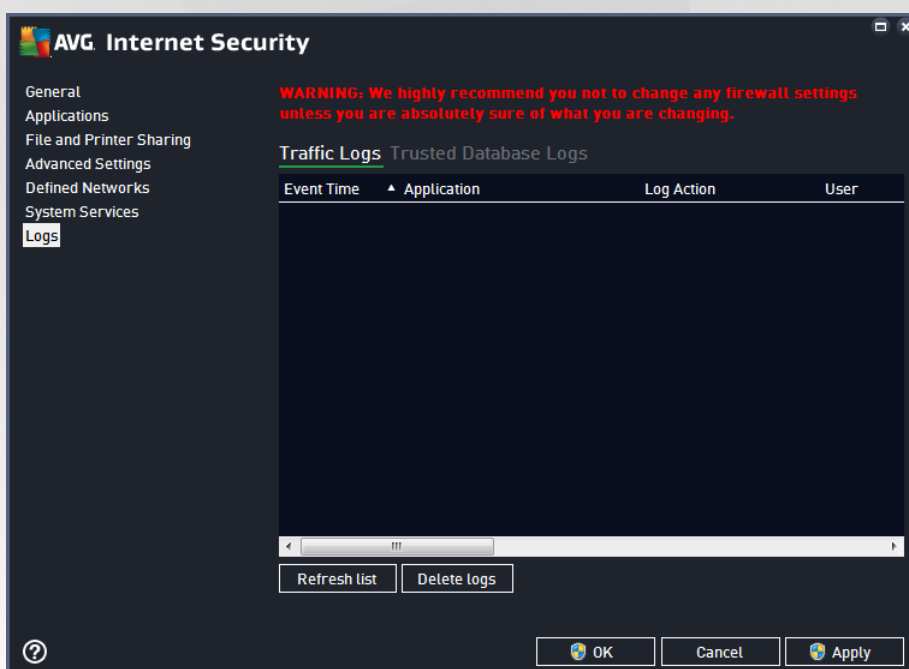 AVG. Internet Security
General
Applications
File and Printer Sharing
Advanced Settings
Defined Networks
System Services
Logs
WARNING: We highly recommend you not to change any firewall settings
unless you are absolutely sure of what you are changing.
Traffic Logs Trusted Database Logs
Event Time Application Log Action User
Refresh list Delete logs
OK Cancel Apply